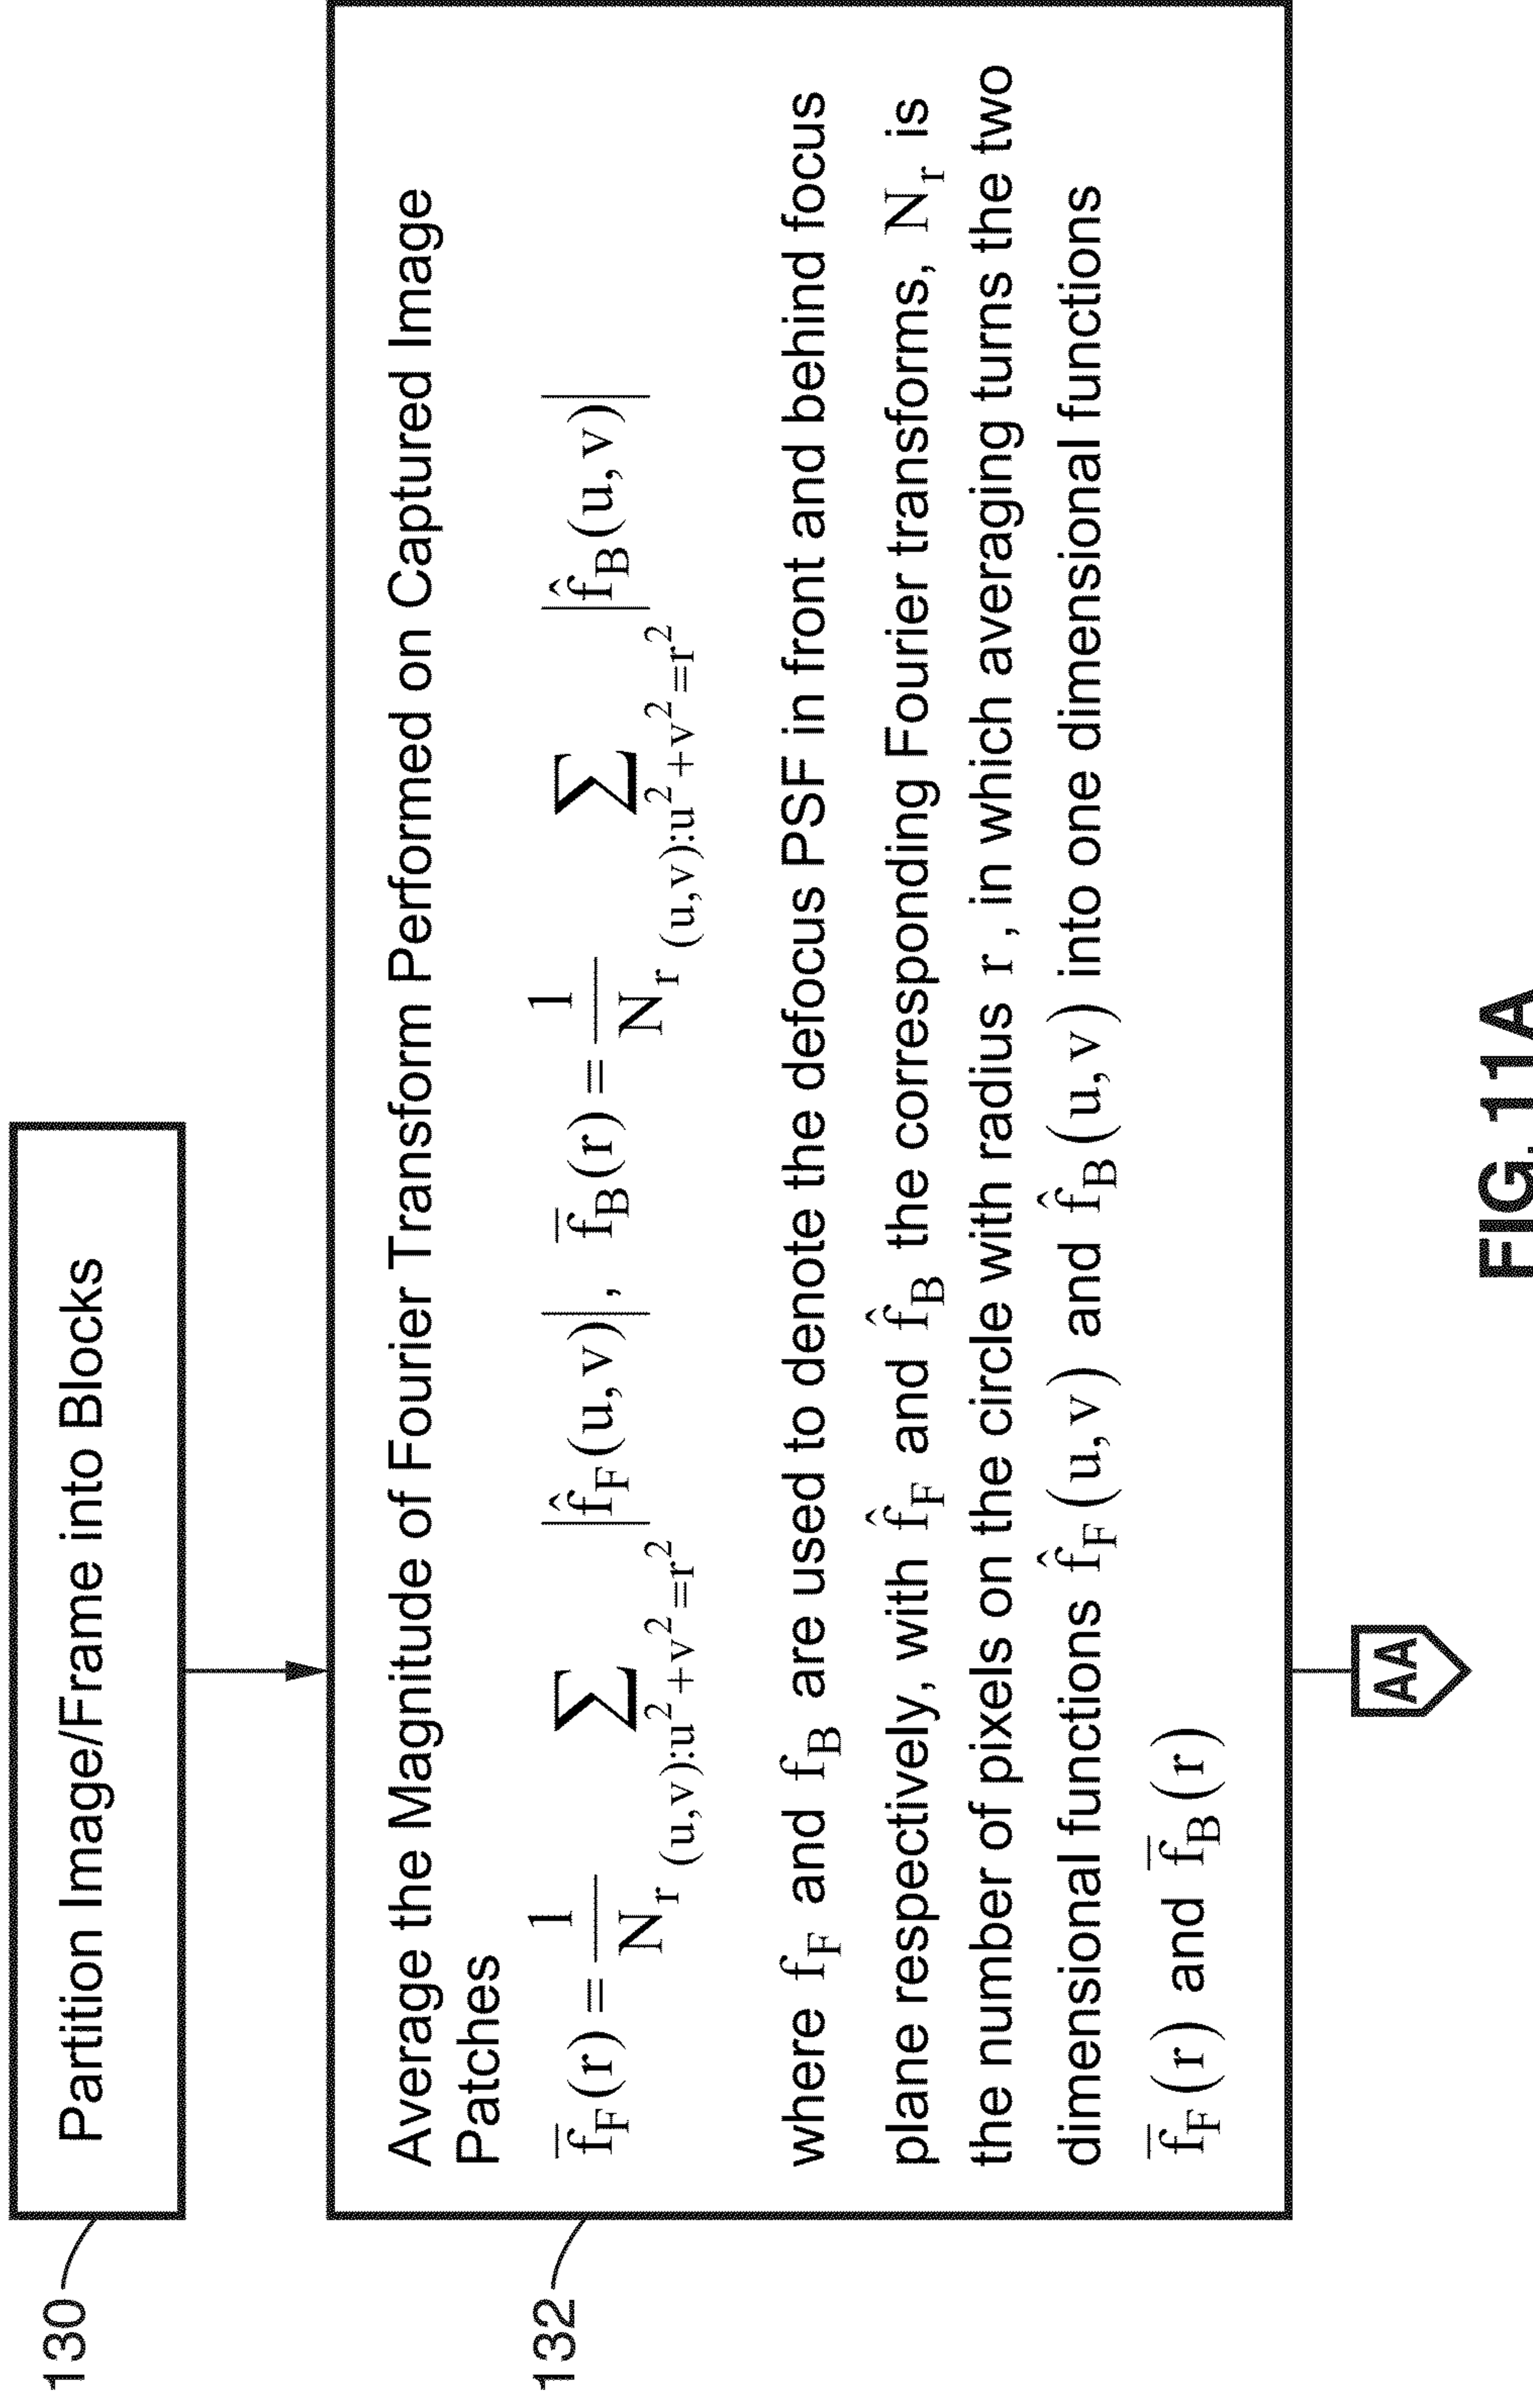 130
Partition Image/Frame into Blocks
132
Average the Magnitude of Fourier Transform Performed on Captured Image
Patches
f̅_F(r) = 1/N_r ∑_(u,v):u²+v²=r² |f̂_F(u,v)|, f̅_B(r) = 1/N_r ∑_(u,v):u²+v²=r² |f̂_B(u,v)|
where f_F and f_B are used to denote the defocus PSF in front and behind focus
plane respectively, with f̂_F and f̂_B the corresponding Fourier transforms, N_r is
the number of pixels on the circle with radius r, in which averaging turns the two
dimensional functions f̂_F(u,v) and f̂_B(u,v) into one dimensional functions
f̅_F(r) and f̅_B(r)
AA
FIG. 11A